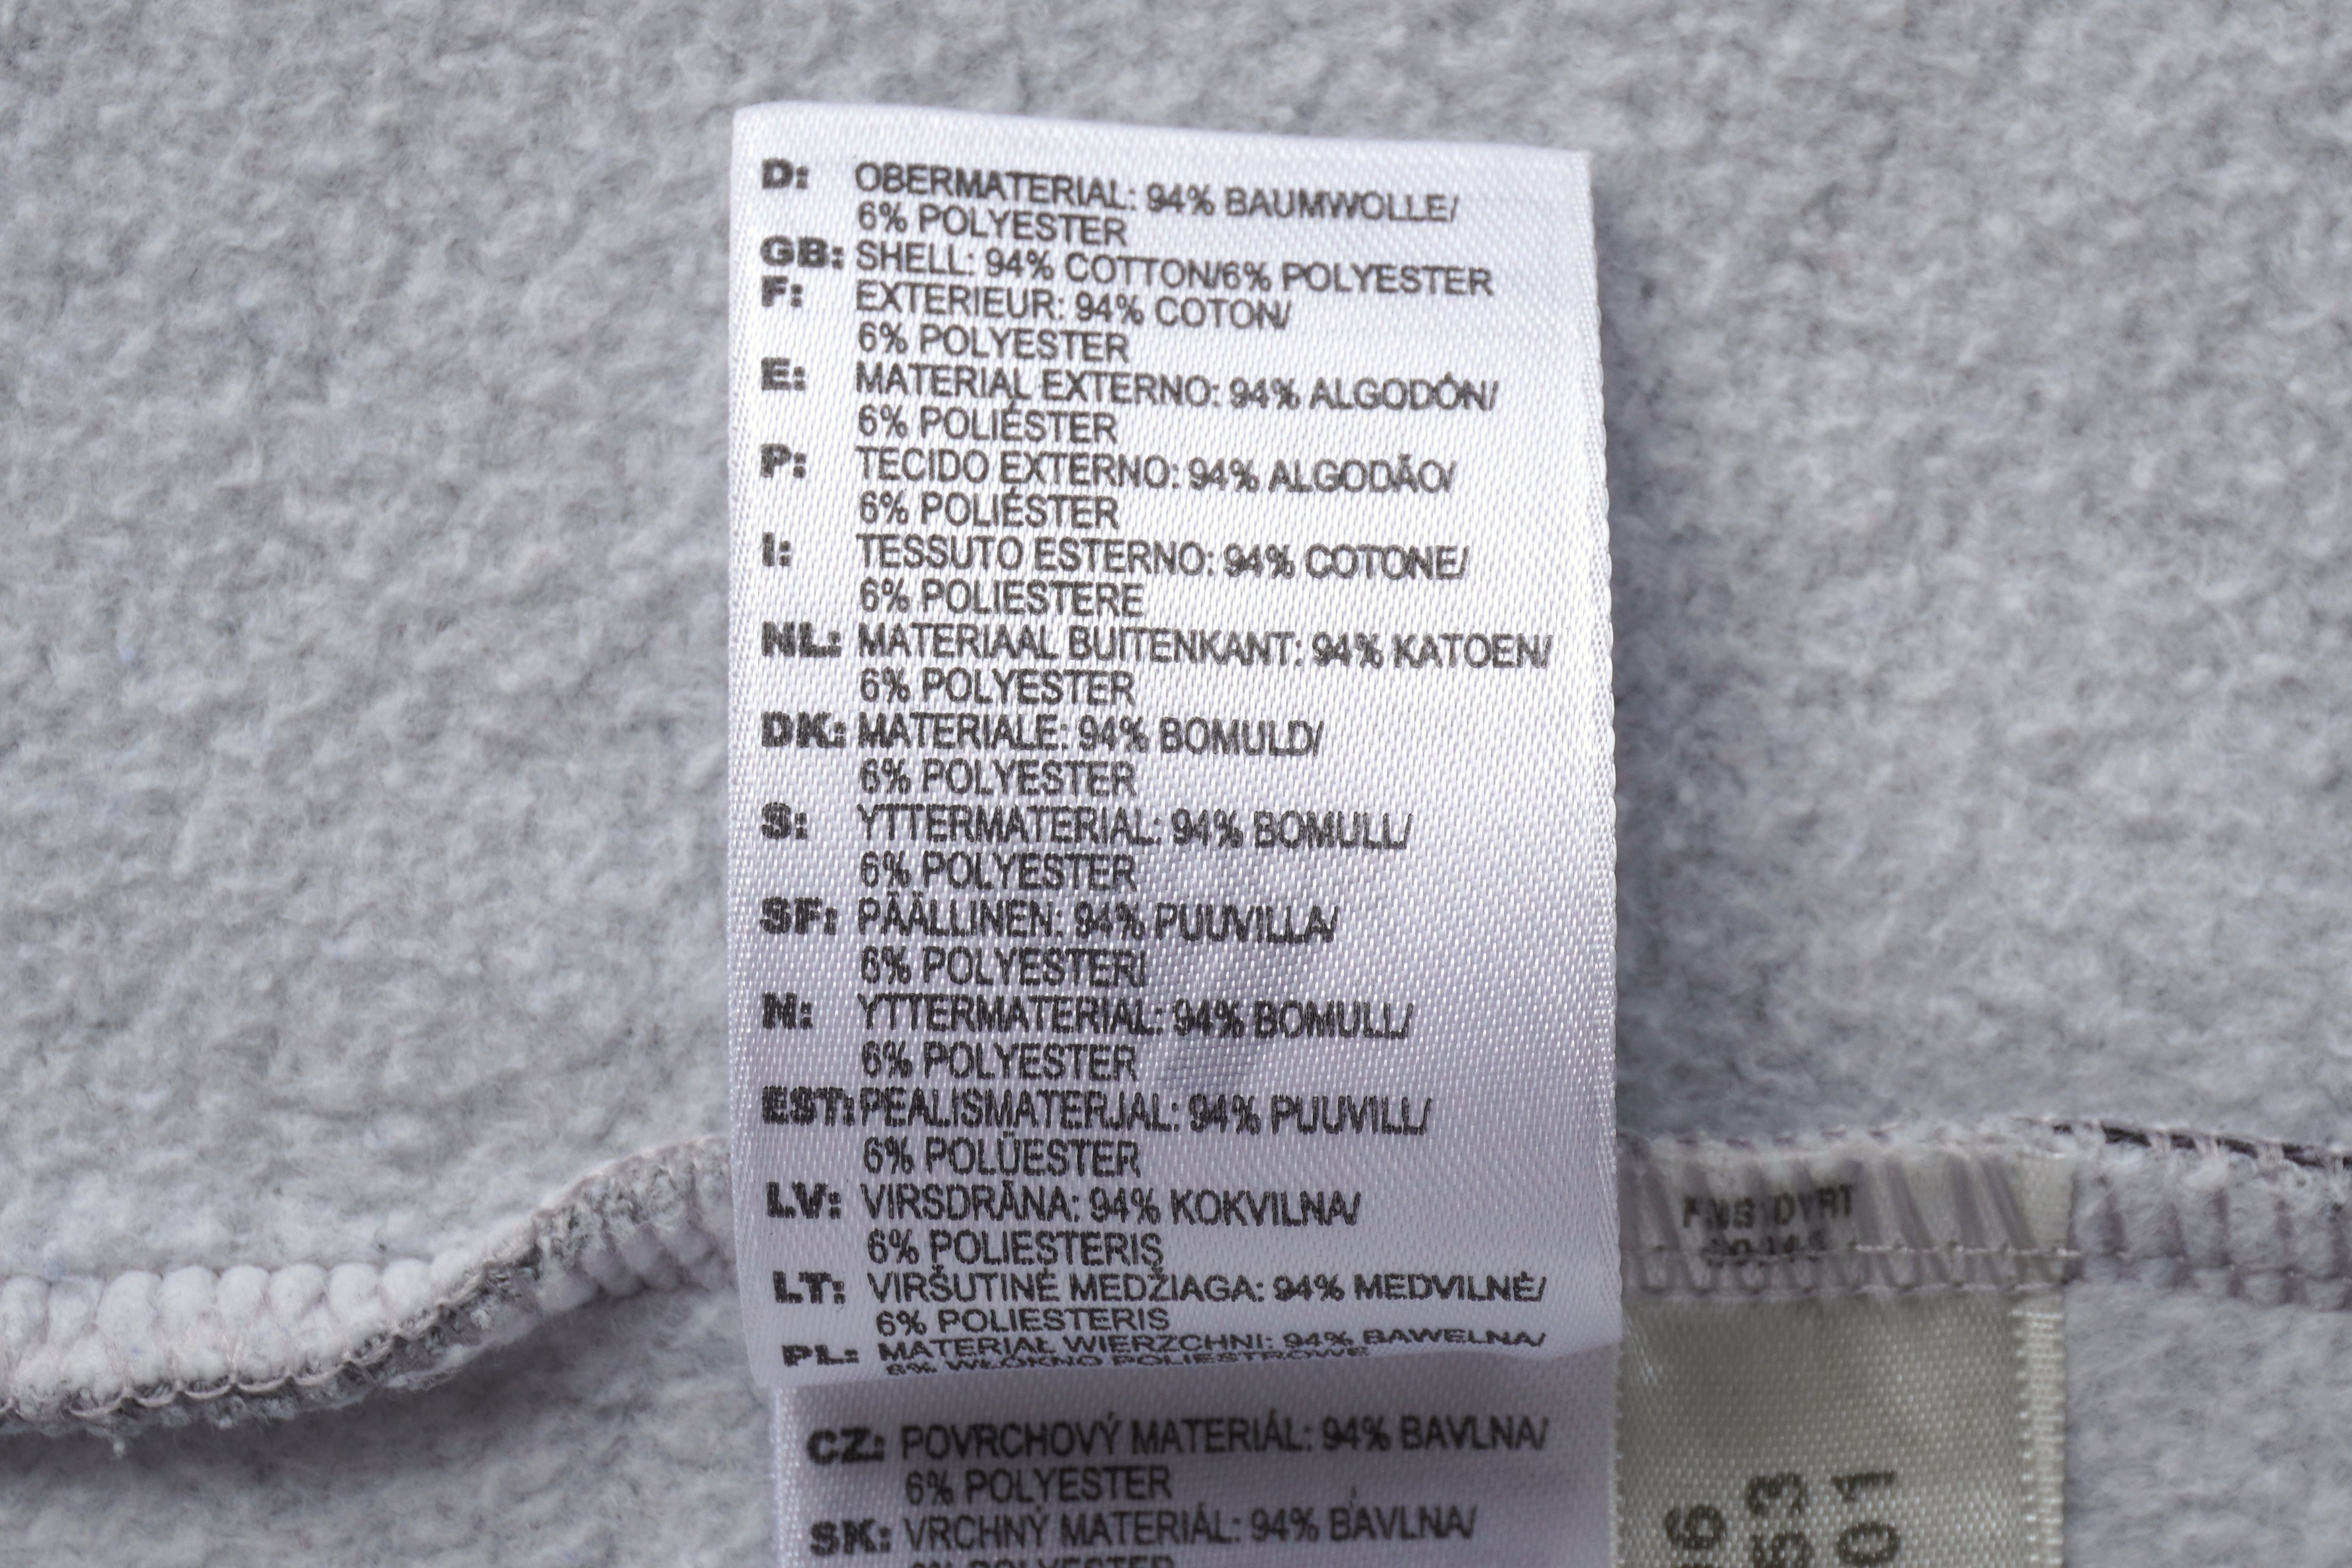 D: OBERMATERIAL: 94% BAUMWOLLE/
6% POLYESTER
GB: SHELL: 94% COTTON/6% POLYESTER
F: EXTERIEUR: 94% COTON/
6% POLYESTER
E: MATERIAL EXTERNO: 94% ALGODÓN/
6% POLIÉSTER
P: TECIDO EXTERNO: 94% ALGODÃO/
6% POLIÉSTER
I: TESSUTO ESTERNO: 94% COTONE/
6% POLIESTERE
NL: MATERIAAL BUITENKANT: 94% KATOEN/
6% POLYESTER
DK: MATERIALE: 94% BOMULD/
6% POLYESTER
S: YTTERMATERIAL: 94% BOMULL/
6% POLYESTER
SF: PÄÄLLINEN: 94% PUUVILLA/
6% POLYESTERI
N: YTTERMATERIAL: 94% BOMULL/
6% POLYESTER
EST: PEALISMATERJAL: 94% PUUVILL/
6% POLÜESTER
LV: VIRSDRĀNA: 94% KOKVILNA/
6% POLIESTERIS
LT: VIRŠUTINĖ MEDŽIAGA: 94% MEDVILNĖ/
6% POLIESTERIS
PL: MATERIAŁ WIERZCHNI: 94% BAWEŁNA/
6% WŁÓKNO POLIESTROWE
CZ: POVRCHOVÝ MATERIÁL: 94% BAVLNA/
6% POLYESTER
SK: VRCHNÝ MATERIÁL: 94% BAVLNA/
6% POLYESTER